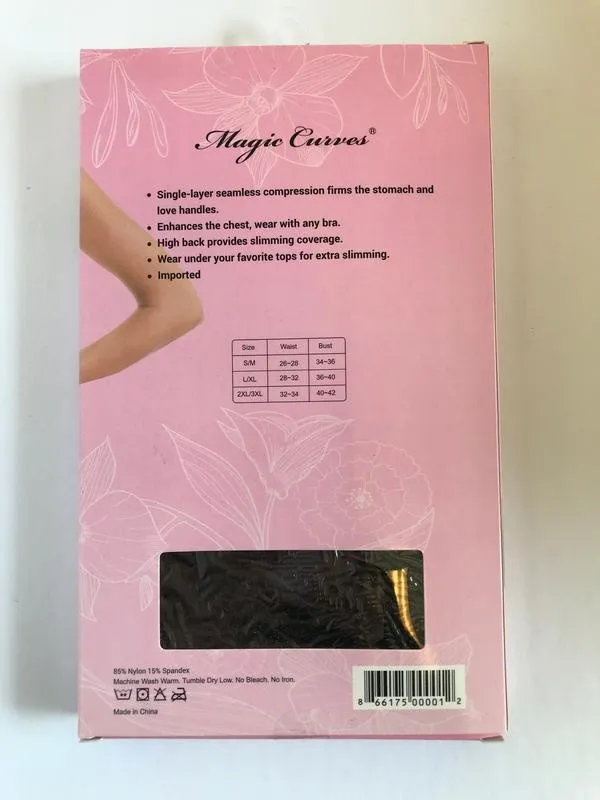 Magic Curves®
• Single-layer seamless compression firms the stomach and
love handles.
• Enhances the chest, wear with any bra.
• High back provides slimming coverage.
• Wear under your favorite tops for extra slimming.
• Imported
Size Waist Bust
S/M 26~28 34~36
L/XL 28~32 36~40
2XL/3XL 32~34 40~42
85% Nylon 15% Spandex
Machine Wash Warm. Tumble Dry Low. No Bleach. No Iron.
Made in China
8 66175 00001 2